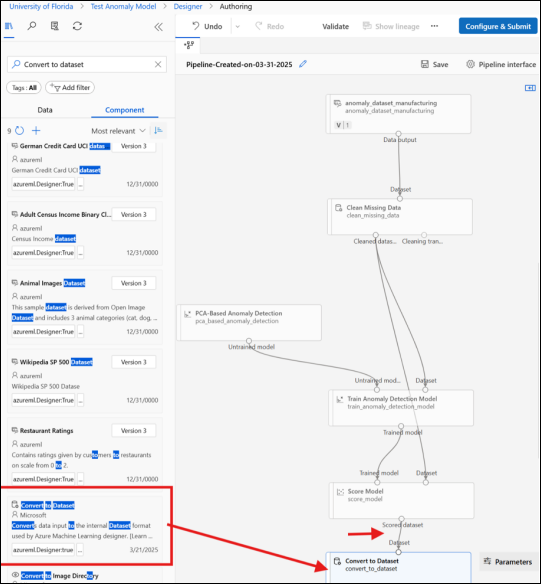 University of Florida > Test Anomaly Model > Designer > Authoring
Undo
Redo
Validate
Show lineage
...
Configure & Submit
Convert to dataset
Pipeline-Created-on-03-31-2025
Save
Pipeline interface
Tags : All
Add filter
Data
Component
9
Most relevant
German Credit Card UCI datas
Version 3
azureml
German Credit Card UCI dataset
azureml.Designer:True
...
12/31/0000
Adult Census Income Binary Cl...
Version 3
azureml
Census Income dataset
azureml.Designer:True
...
12/31/0000
Animal Images Dataset
Version 3
azureml
This sample dataset is derived from Open Image
Dataset and includes 3 animal categories (cat, dog, ...
azureml.Designer:True
...
12/31/0000
Wikipedia SP 500 Dataset
Version 3
azureml
Wikipedia SP 500 Datase
azureml.Designer:True
...
12/31/0000
Restaurant Ratings
Version 3
azureml
Contains ratings given by customers to restaurants
on scale from 0 to 2.
azureml.Designer:True
...
12/31/0000
Convert to Dataset
Microsoft
Converts data input to the internal Dataset format
used by Azure Machine Learning designer. [Learn ...
azureml.Designer:true
...
3/21/2025
Convert to Image Directory
anomaly_dataset_manufacturing
anomaly_dataset_manufacturing
V 1
Data output
Dataset
Clean Missing Data
clean_missing_data
Cleaned datas...
Cleaning tran...
PCA-Based Anomaly Detection
pca_based_anomaly_detection
Untrained model
Untrained mod...
Dataset
Train Anomaly Detection Model
train_anomaly_detection_model
Trained model
Trained model
Dataset
Score Model
score_model
Scored dataset
Dataset
Convert to Dataset
convert_to_dataset
Parameters